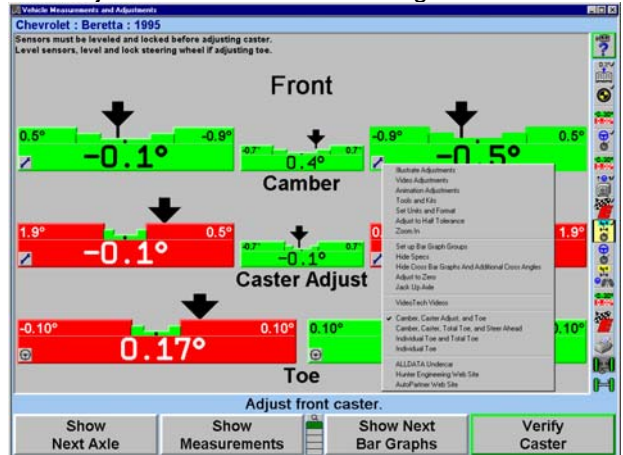 Vehicle Measurements and Adjustments
Chevrolet : Beretta : 1995
Sensors must be leveled and locked before adjusting caster.
Level sensors, level and lock steering wheel if adjusting toe.
Front
0.5° -0.9° -0.9° 0.5°
-0.1° -0.7° 0.4° 0.7° -0.5°
Camber
1.9° 0.5° 1.9°
-0.1° -0.7° -0.1° 0.7°
Caster Adjust
-0.10° 0.10° 0.10°
0.17°
Toe
Illustrate Adjustments
Video Adjustments
Animation Adjustments
Tools and Kits
Set Units and Format
Adjust to Half Tolerance
Zoom In
Set up Bar Graph Groups
Hide Specs
Hide Cross Bar Graphs And Additional Cross Angles
Adjust to Zero
Jack Up Axle
VideoTech Videos
Camber, Caster Adjust, and Toe
Camber, Caster, Total Toe, and Steer Ahead
Individual Toe and Total Toe
Individual Toe
ALLDATA Undercar
Hunter Engineering Web Site
AutoPartner Web Site
Adjust front caster.
Show Next Axle
Show Measurements
Show Next Bar Graphs
Verify Caster